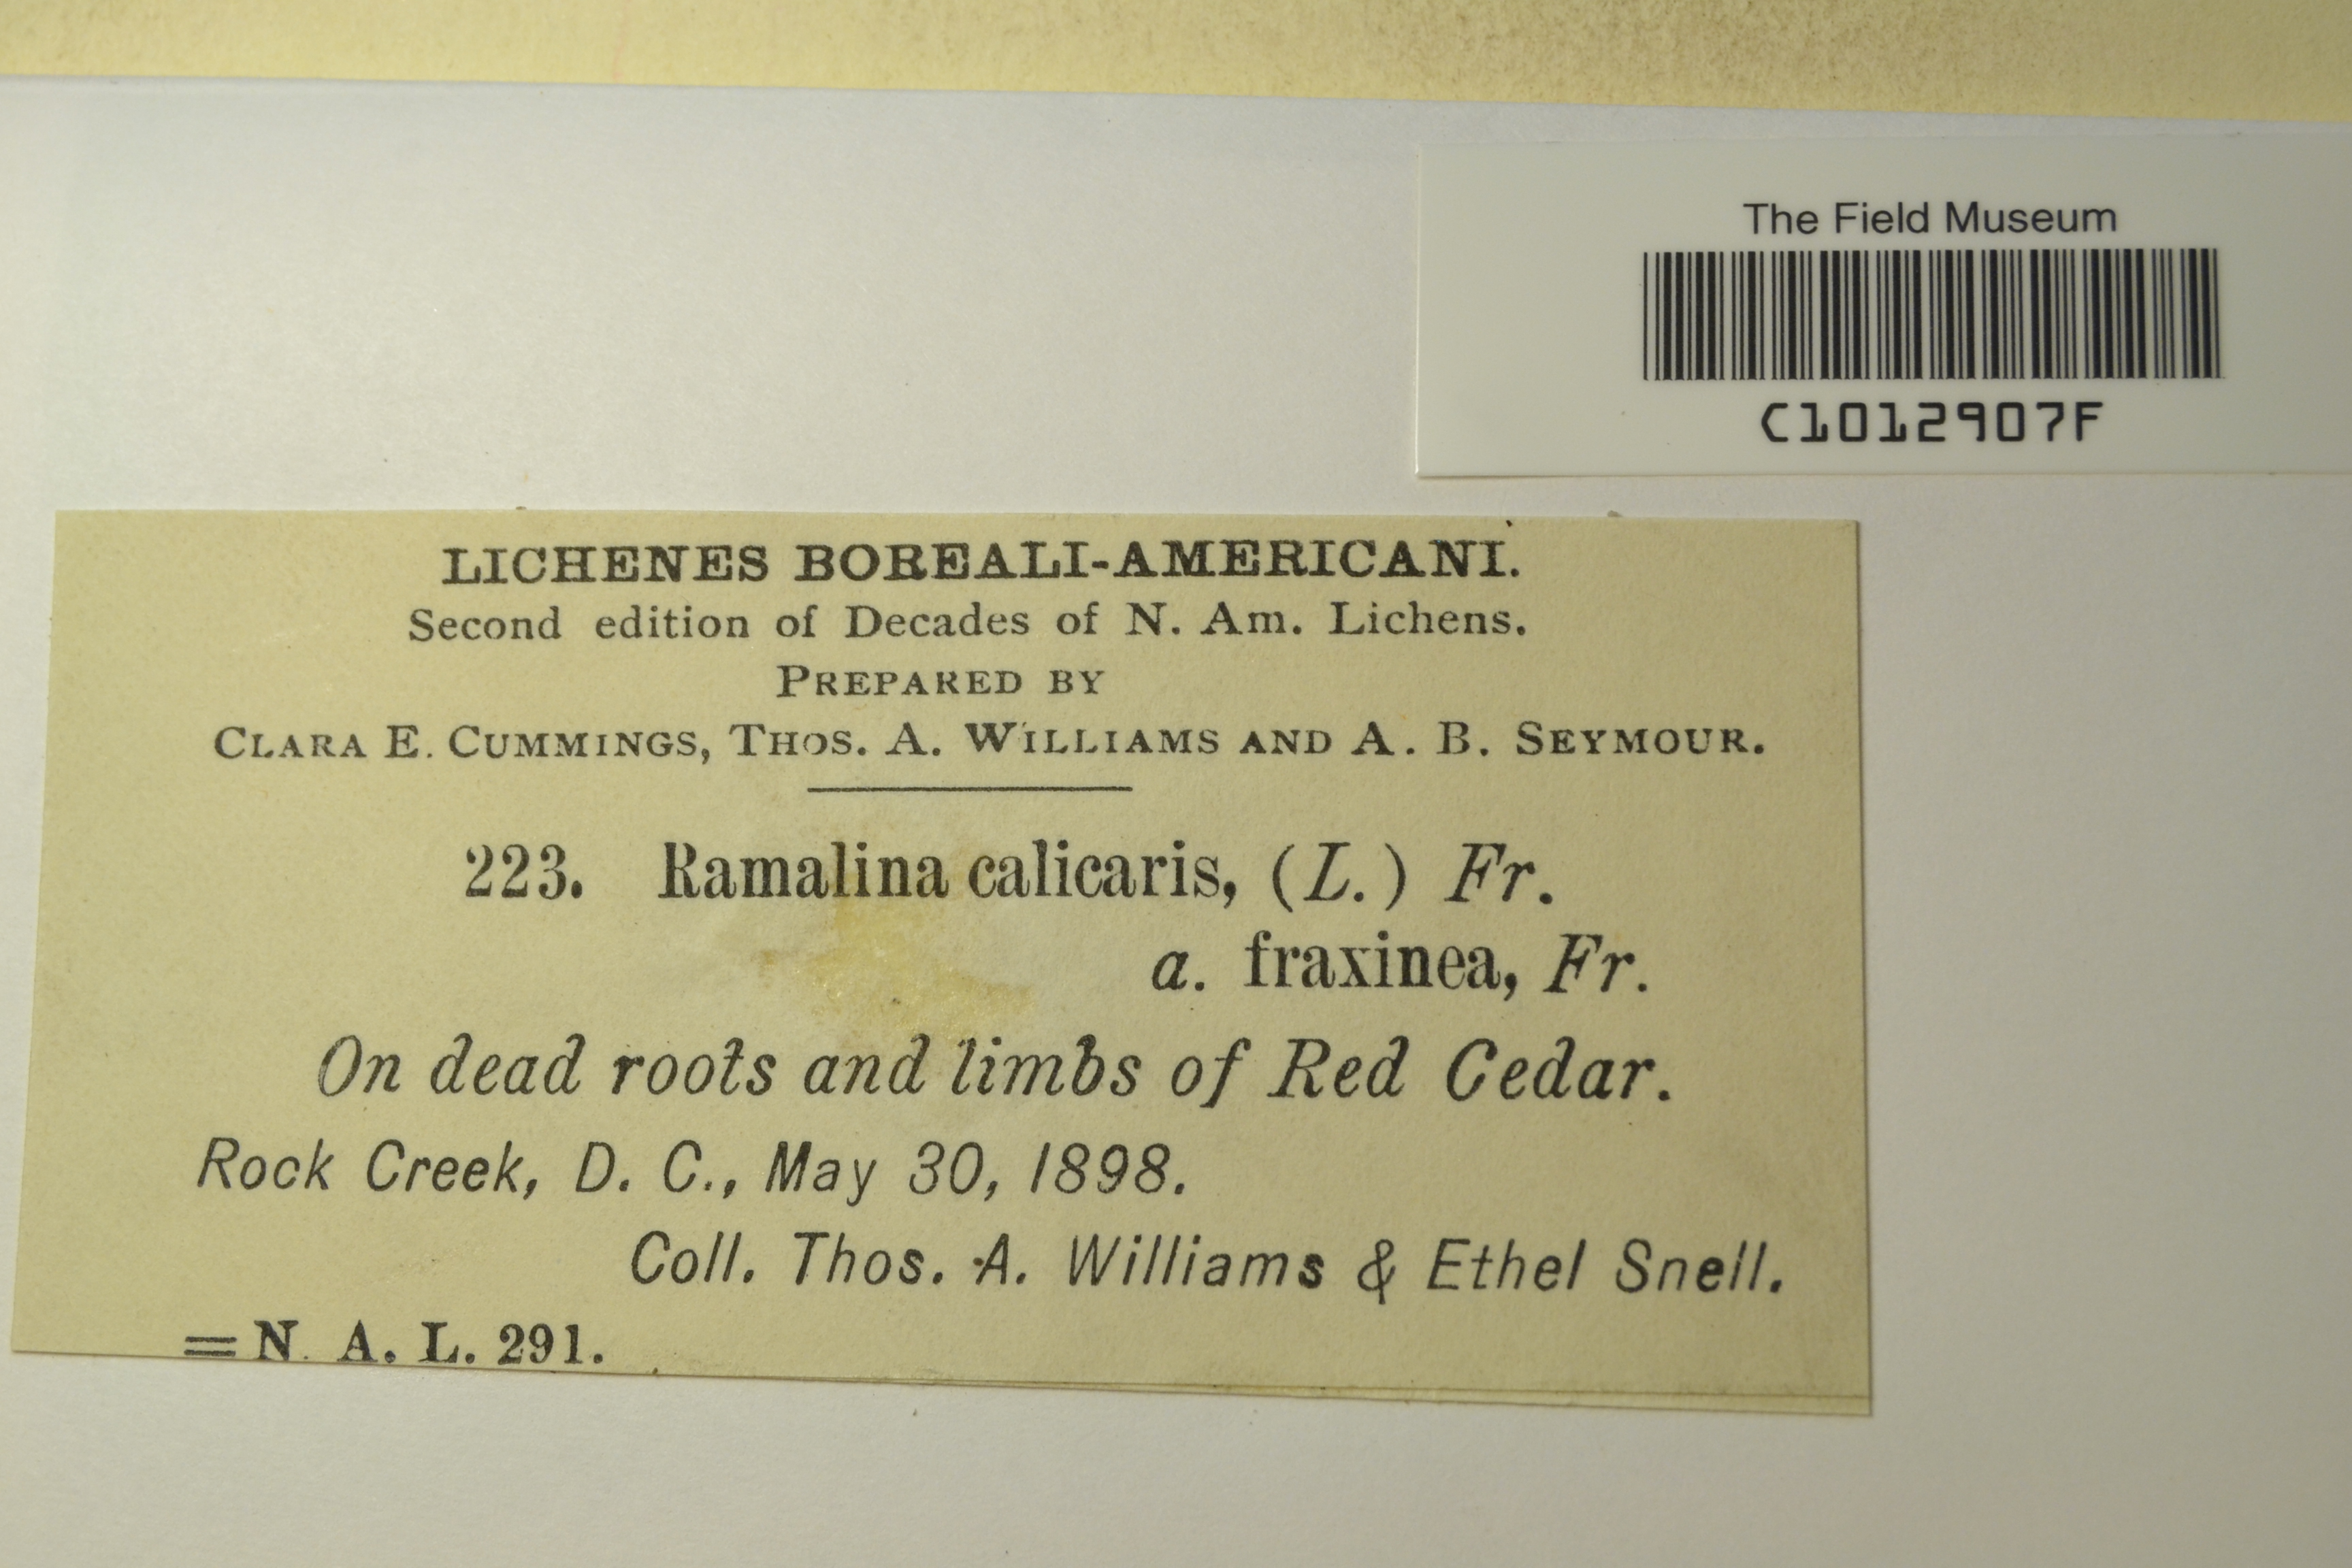 The Field Museum
C1012907F
LICHENES BOREALI-AMERICANI.
Second edition of Decades of N. Am. Lichens.
PREPARED BY
CLARA E. CUMMINGS, THOS. A. WILLIAMS AND A. B. SEYMOUR.
223. Ramalina calicaris, (L.) Fr.
a. fraxinea, Fr.
On dead roots and limbs of Red Cedar.
Rock Creek, D. C., May 30, 1898.
Coll. Thos. A. Williams & Ethel Snell.
=N. A. L. 291.